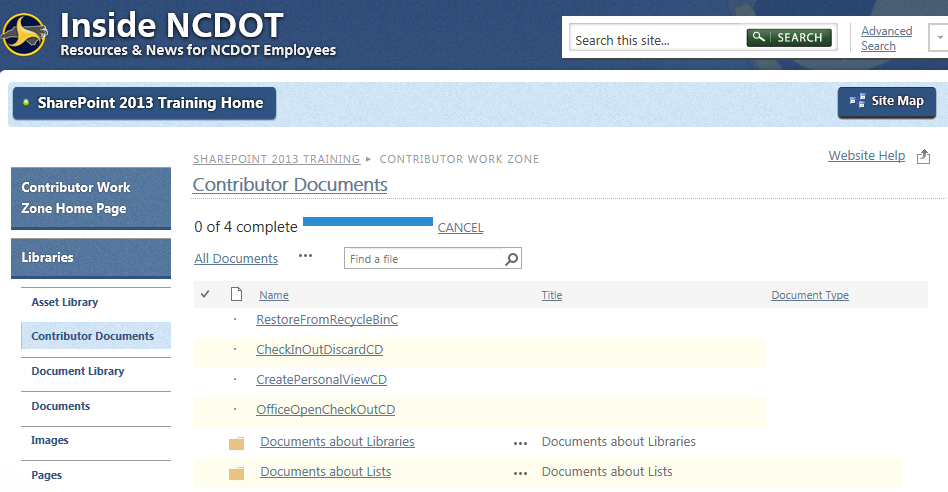 Inside NCDOT
Resources & News for NCDOT Employees
Search this site...
SEARCH
Advanced
Search
SharePoint 2013 Training Home
Site Map
SHAREPOINT 2013 TRAINING ▸ CONTRIBUTOR WORK ZONE
Website Help
Contributor Documents
Contributor Work
Zone Home Page
Libraries
Asset Library
Contributor Documents
Document Library
Documents
Images
Pages
0 of 4 complete CANCEL
All Documents ••• Find a file
Name Title Document Type
RestoreFromRecycleBinC
CheckInOutDiscardCD
CreatePersonalViewCD
OfficeOpenCheckOutCD
Documents about Libraries ••• Documents about Libraries
Documents about Lists ••• Documents about Lists